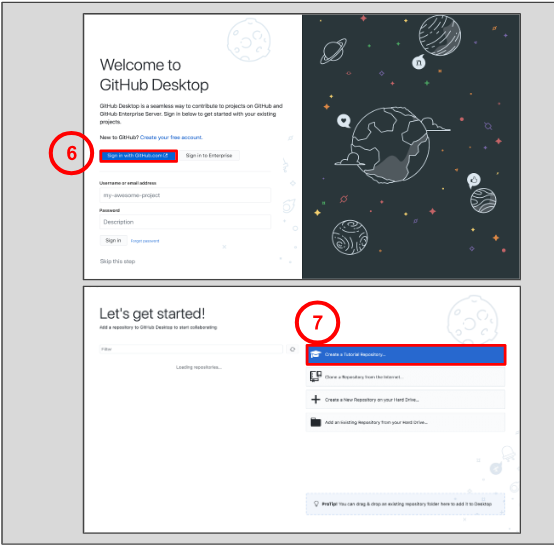 Welcome to
GitHub Desktop
GitHub Desktop is a seamless way to contribute to projects on GitHub and
GitHub Enterprise Server. Sign in below to get started with your existing
projects.
New to GitHub? Create your free account.
6
Sign in with GitHub.com
Sign in to Enterprise
Username or email address
my-awesome-project
Password
Description
Sign in
Forgot password?
Skip this step
n
Let's get started!
Add a repository to GitHub Desktop to start collaborating
7
Filter
Loading repositories...
Create a Tutorial Repository...
Clone a Repository from the Internet...
Create a New Repository on your Hard Drive...
Add an Existing Repository from your Hard Drive...
ProTip! You can drag & drop an existing repository folder here to add it to Desktop